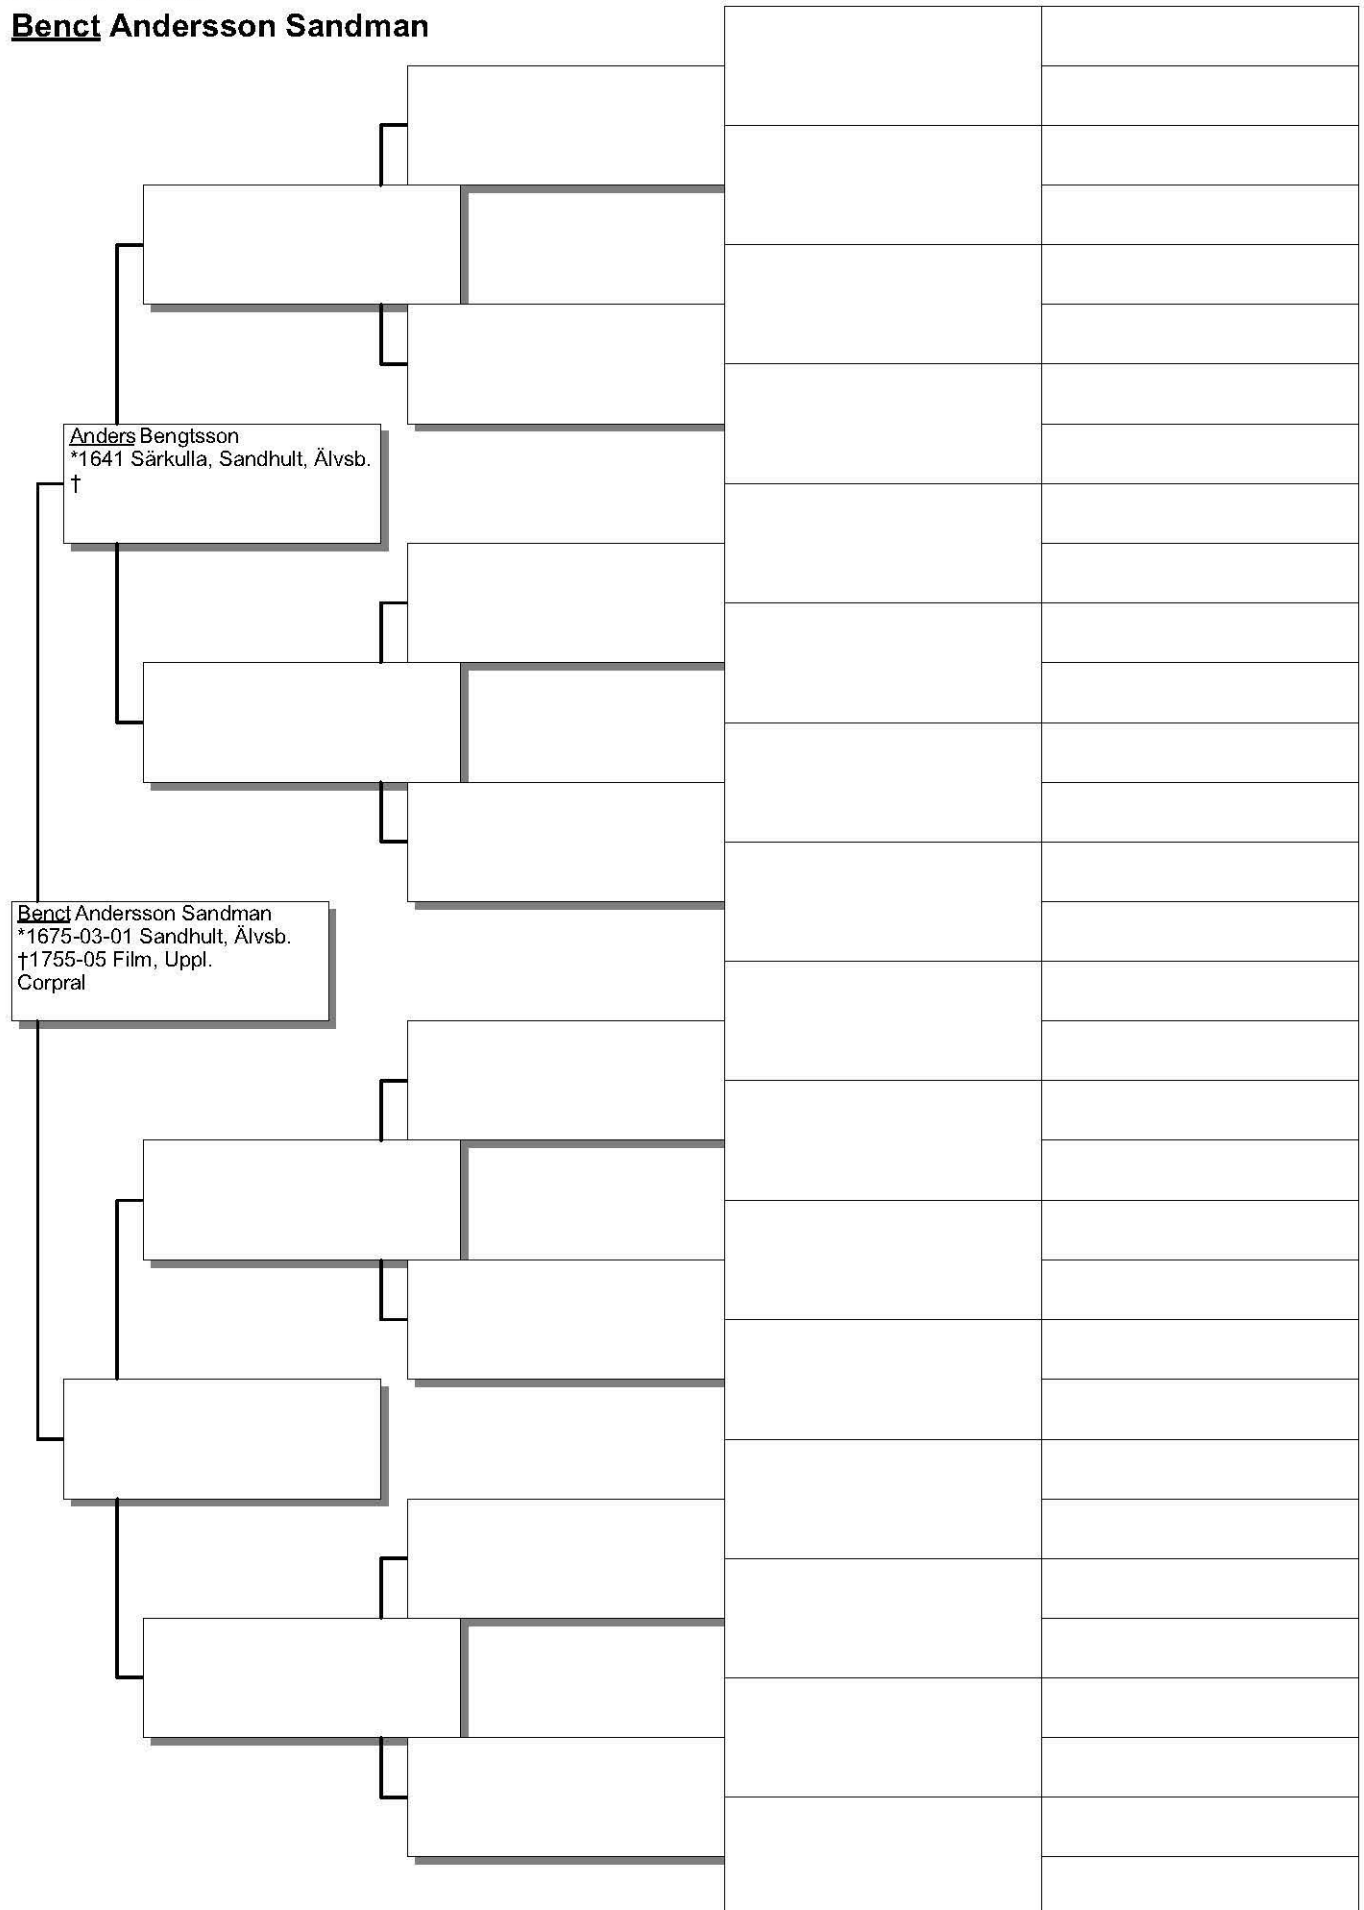 Benct Andersson Sandman
Anders Bengtsson
*1641 Särkulla, Sandhult, Älvsb.
†
Benct Andersson Sandman
*1675-03-01 Sandhult, Älvsb.
†1755-05 Film, Uppl.
Corpral